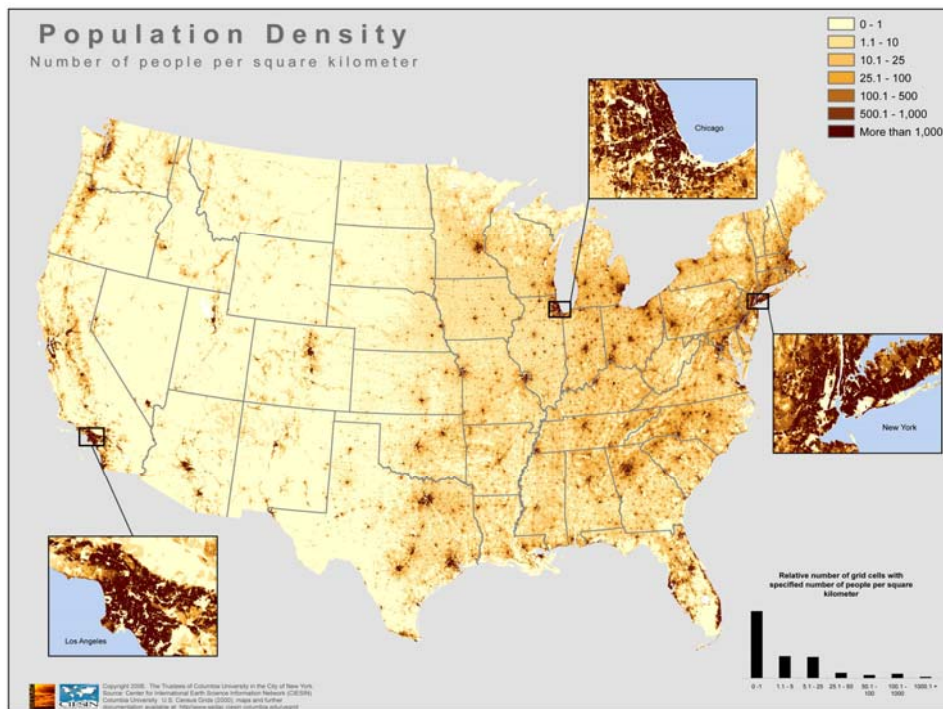 Population Density
Number of people per square kilometer
0 - 1
1.1 - 10
10.1 - 25
25.1 - 100
100.1 - 500
500.1 - 1,000
More than 1,000
Chicago
New York
Los Angeles
Relative number of grid cells with
specified number of people per square
kilometer
0 -1
1.1 - 5
5.1 - 25
25.1 - 50
50.1 -
100
100.1 -
1000
1000.1 +
CIESIN
Copyright 2006. The Trustees of Columbia University in the City of New York.
Source: Center for International Earth Science Information Network (CIESIN)
Columbia University. U.S. Census Grids (2000), maps and further
documentation available at: